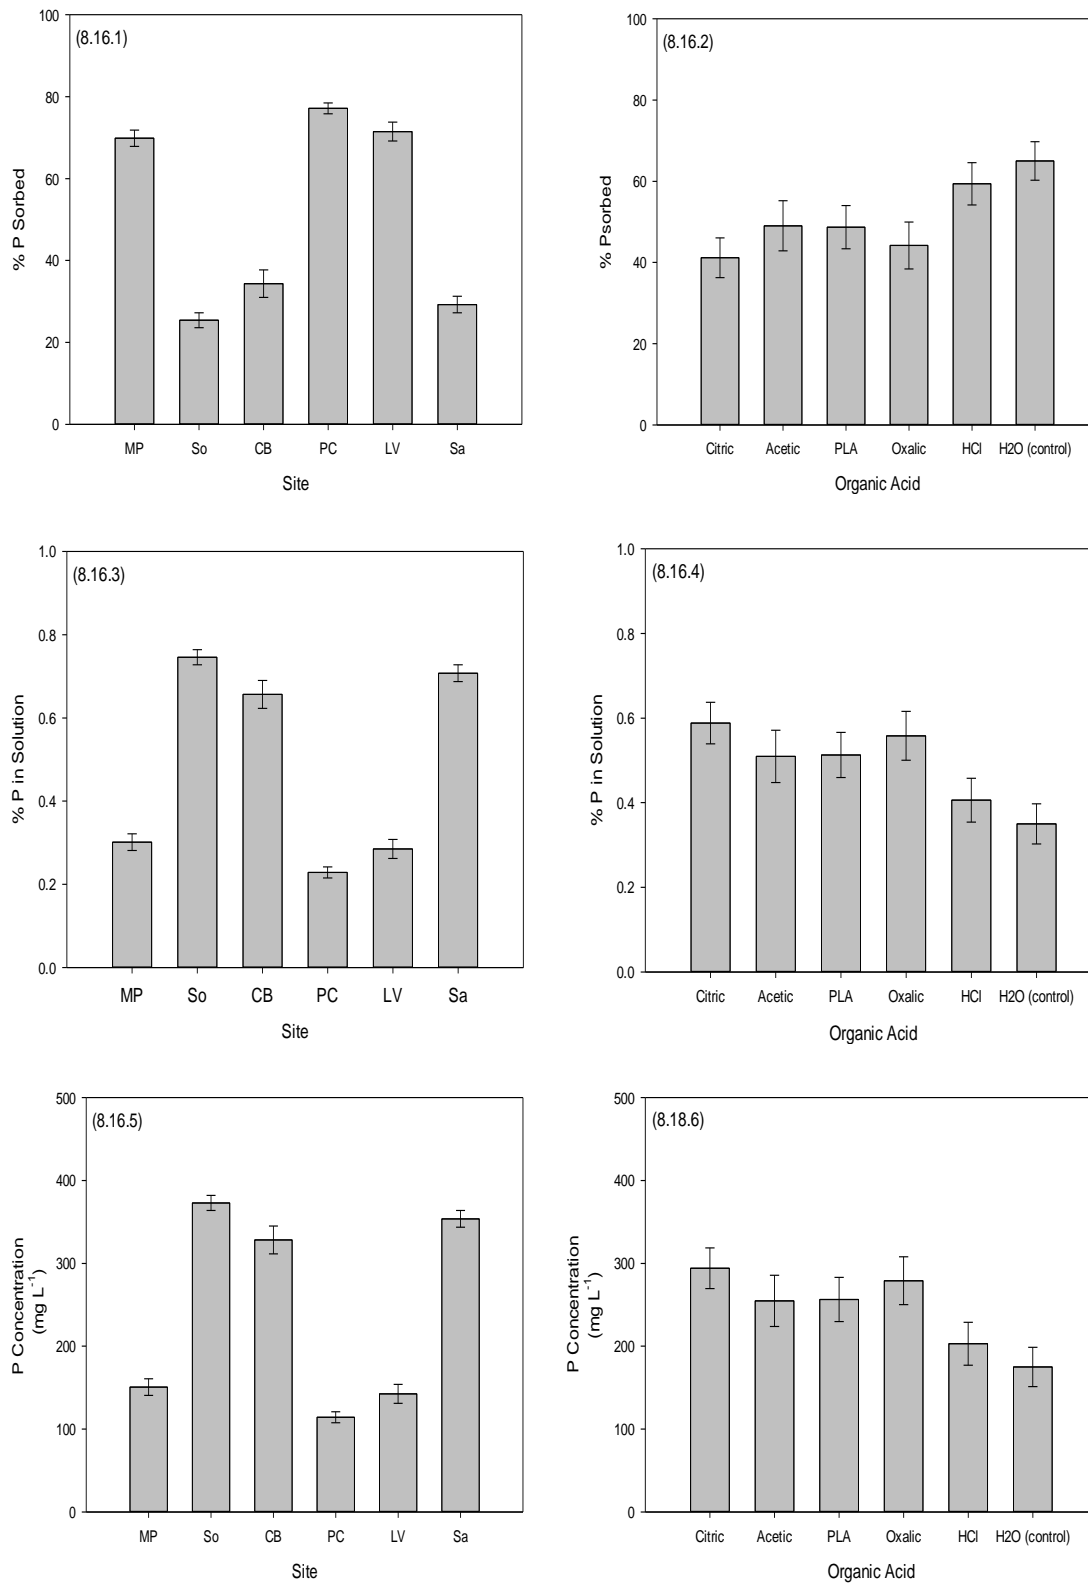 (8.16.1)
100
80
60
40
20
0
% P Sorbed
MP So CB PC LV Sa
Site
(8.16.2)
100
80
60
40
20
0
% Psorbed
Citric Acetic PLA Oxalic HCl H2O (control)
Organic Acid
(8.16.3)
1.0
0.8
0.6
0.4
0.2
0.0
% P in Solution
MP So CB PC LV Sa
Site
(8.16.4)
1.0
0.8
0.6
0.4
0.2
0.0
% P in Solution
Citric Acetic PLA Oxalic HCl H2O (control)
Organic Acid
(8.16.5)
500
400
300
200
100
0
P Concentration
(mg L-1)
MP So CB PC LV Sa
Site
(8.18.6)
500
400
300
200
100
0
P Concentration
(mg L-1)
Citric Acetic PLA Oxalic HCl H2O (control)
Organic Acid